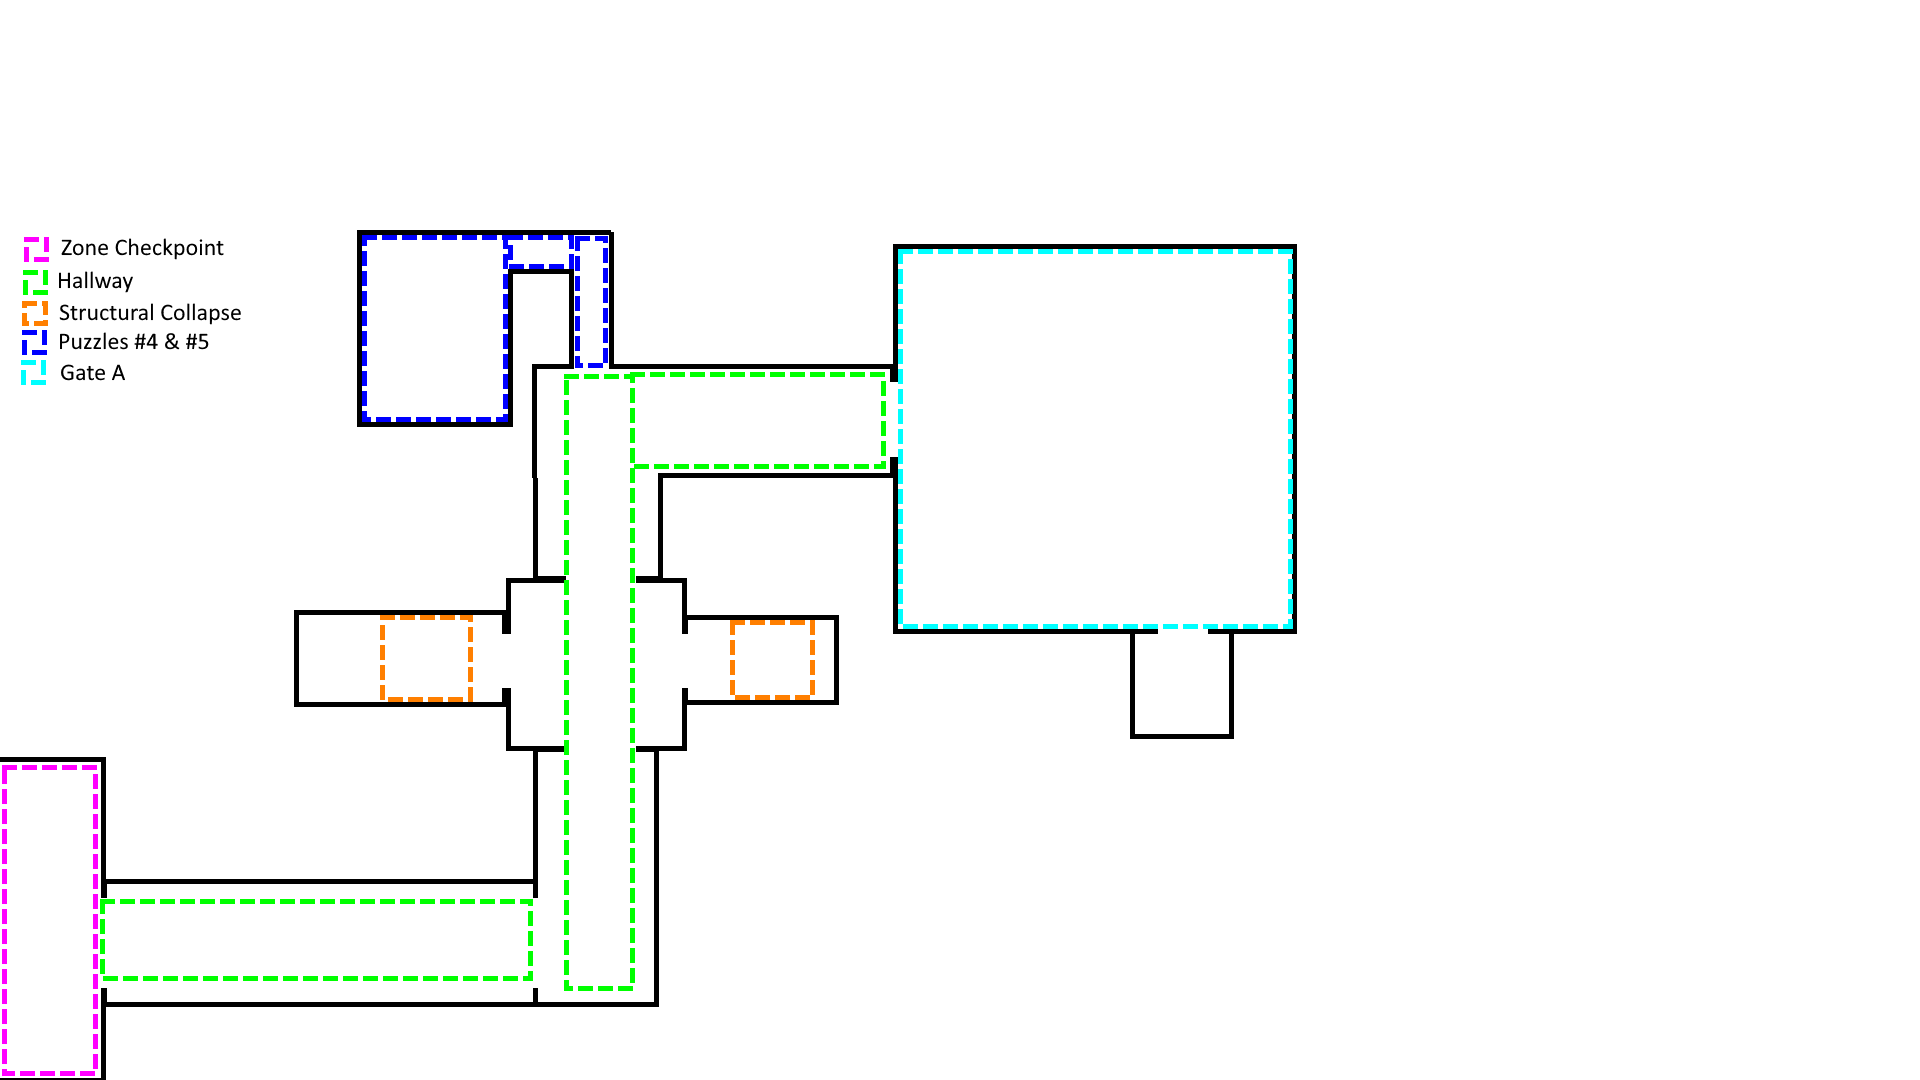 Zone Checkpoint
Hallway
Structural Collapse
Puzzles #4 & #5
Gate A